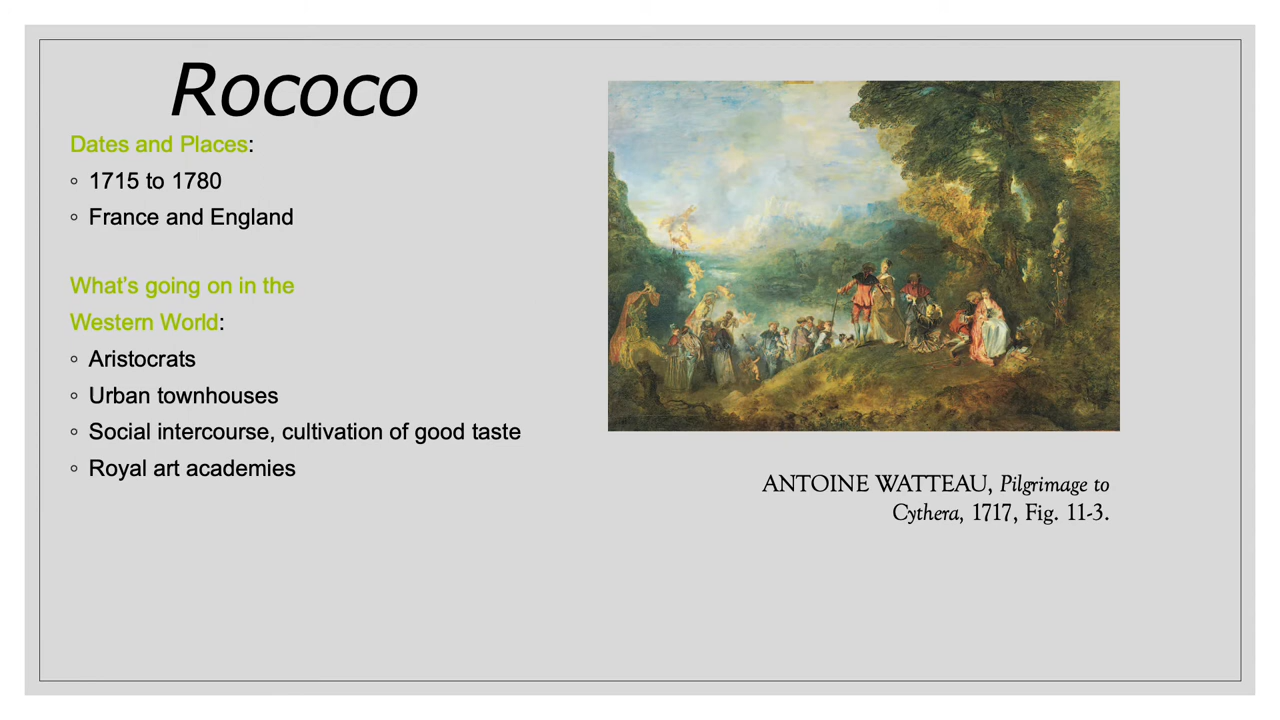 Rococo
Dates and Places:
◦ 1715 to 1780
◦ France and England
What's going on in the
Western World:
◦ Aristocrats
◦ Urban townhouses
◦ Social intercourse, cultivation of good taste
◦ Royal art academies
ANTOINE WATTEAU, Pilgrimage to
Cythera, 1717, Fig. 11-3.